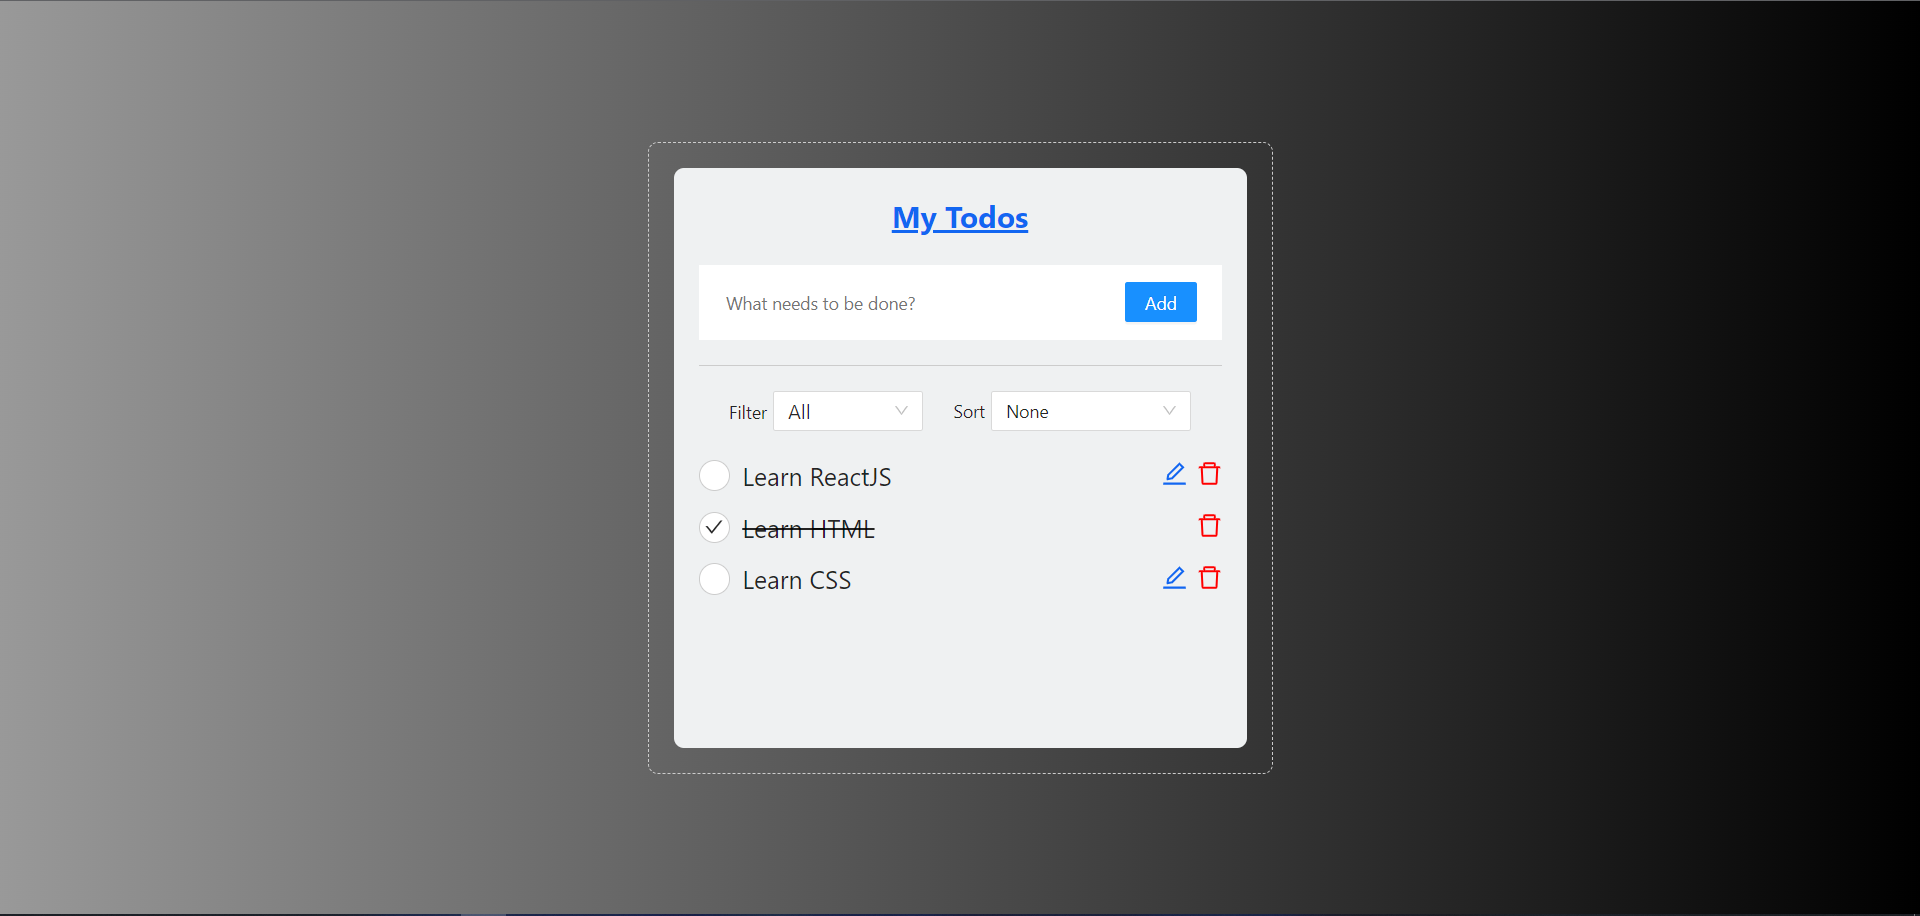 My Todos
What needs to be done? Add
Filter All Sort None
Learn ReactJS
Learn HTML
Learn CSS